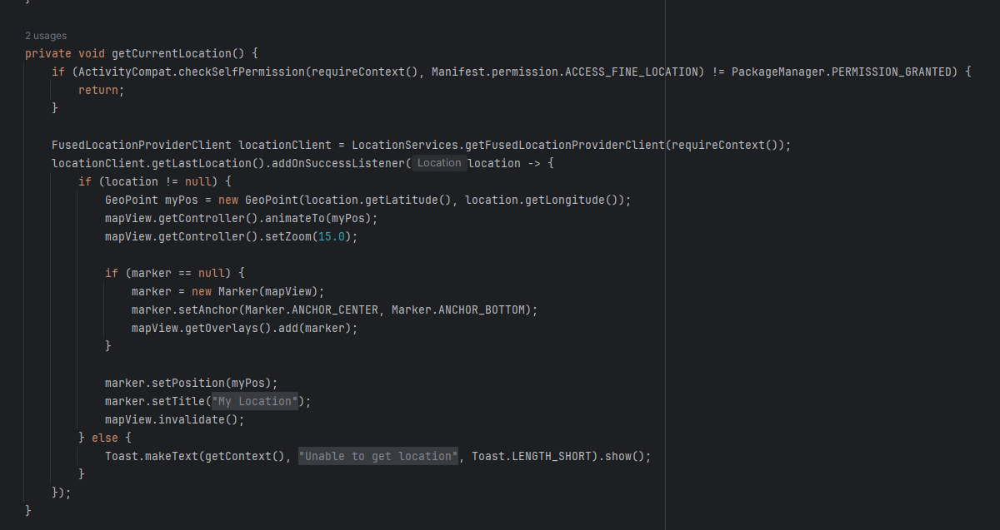 }
2 usages
private void getCurrentLocation() {
    if (ActivityCompat.checkSelfPermission(requireContext(), Manifest.permission.ACCESS_FINE_LOCATION) != PackageManager.PERMISSION_GRANTED) {
        return;
    }

    FusedLocationProviderClient locationClient = LocationServices.getFusedLocationProviderClient(requireContext());
    locationClient.getLastLocation().addOnSuccessListener( Location location -> {
        if (location != null) {
            GeoPoint myPos = new GeoPoint(location.getLatitude(), location.getLongitude());
            mapView.getController().animateTo(myPos);
            mapView.getController().setZoom(15.0);

            if (marker == null) {
                marker = new Marker(mapView);
                marker.setAnchor(Marker.ANCHOR_CENTER, Marker.ANCHOR_BOTTOM);
                mapView.getOverlays().add(marker);
            }

            marker.setPosition(myPos);
            marker.setTitle("My Location");
            mapView.invalidate();
        } else {
            Toast.makeText(getContext(), "Unable to get location", Toast.LENGTH_SHORT).show();
        }
    });
}